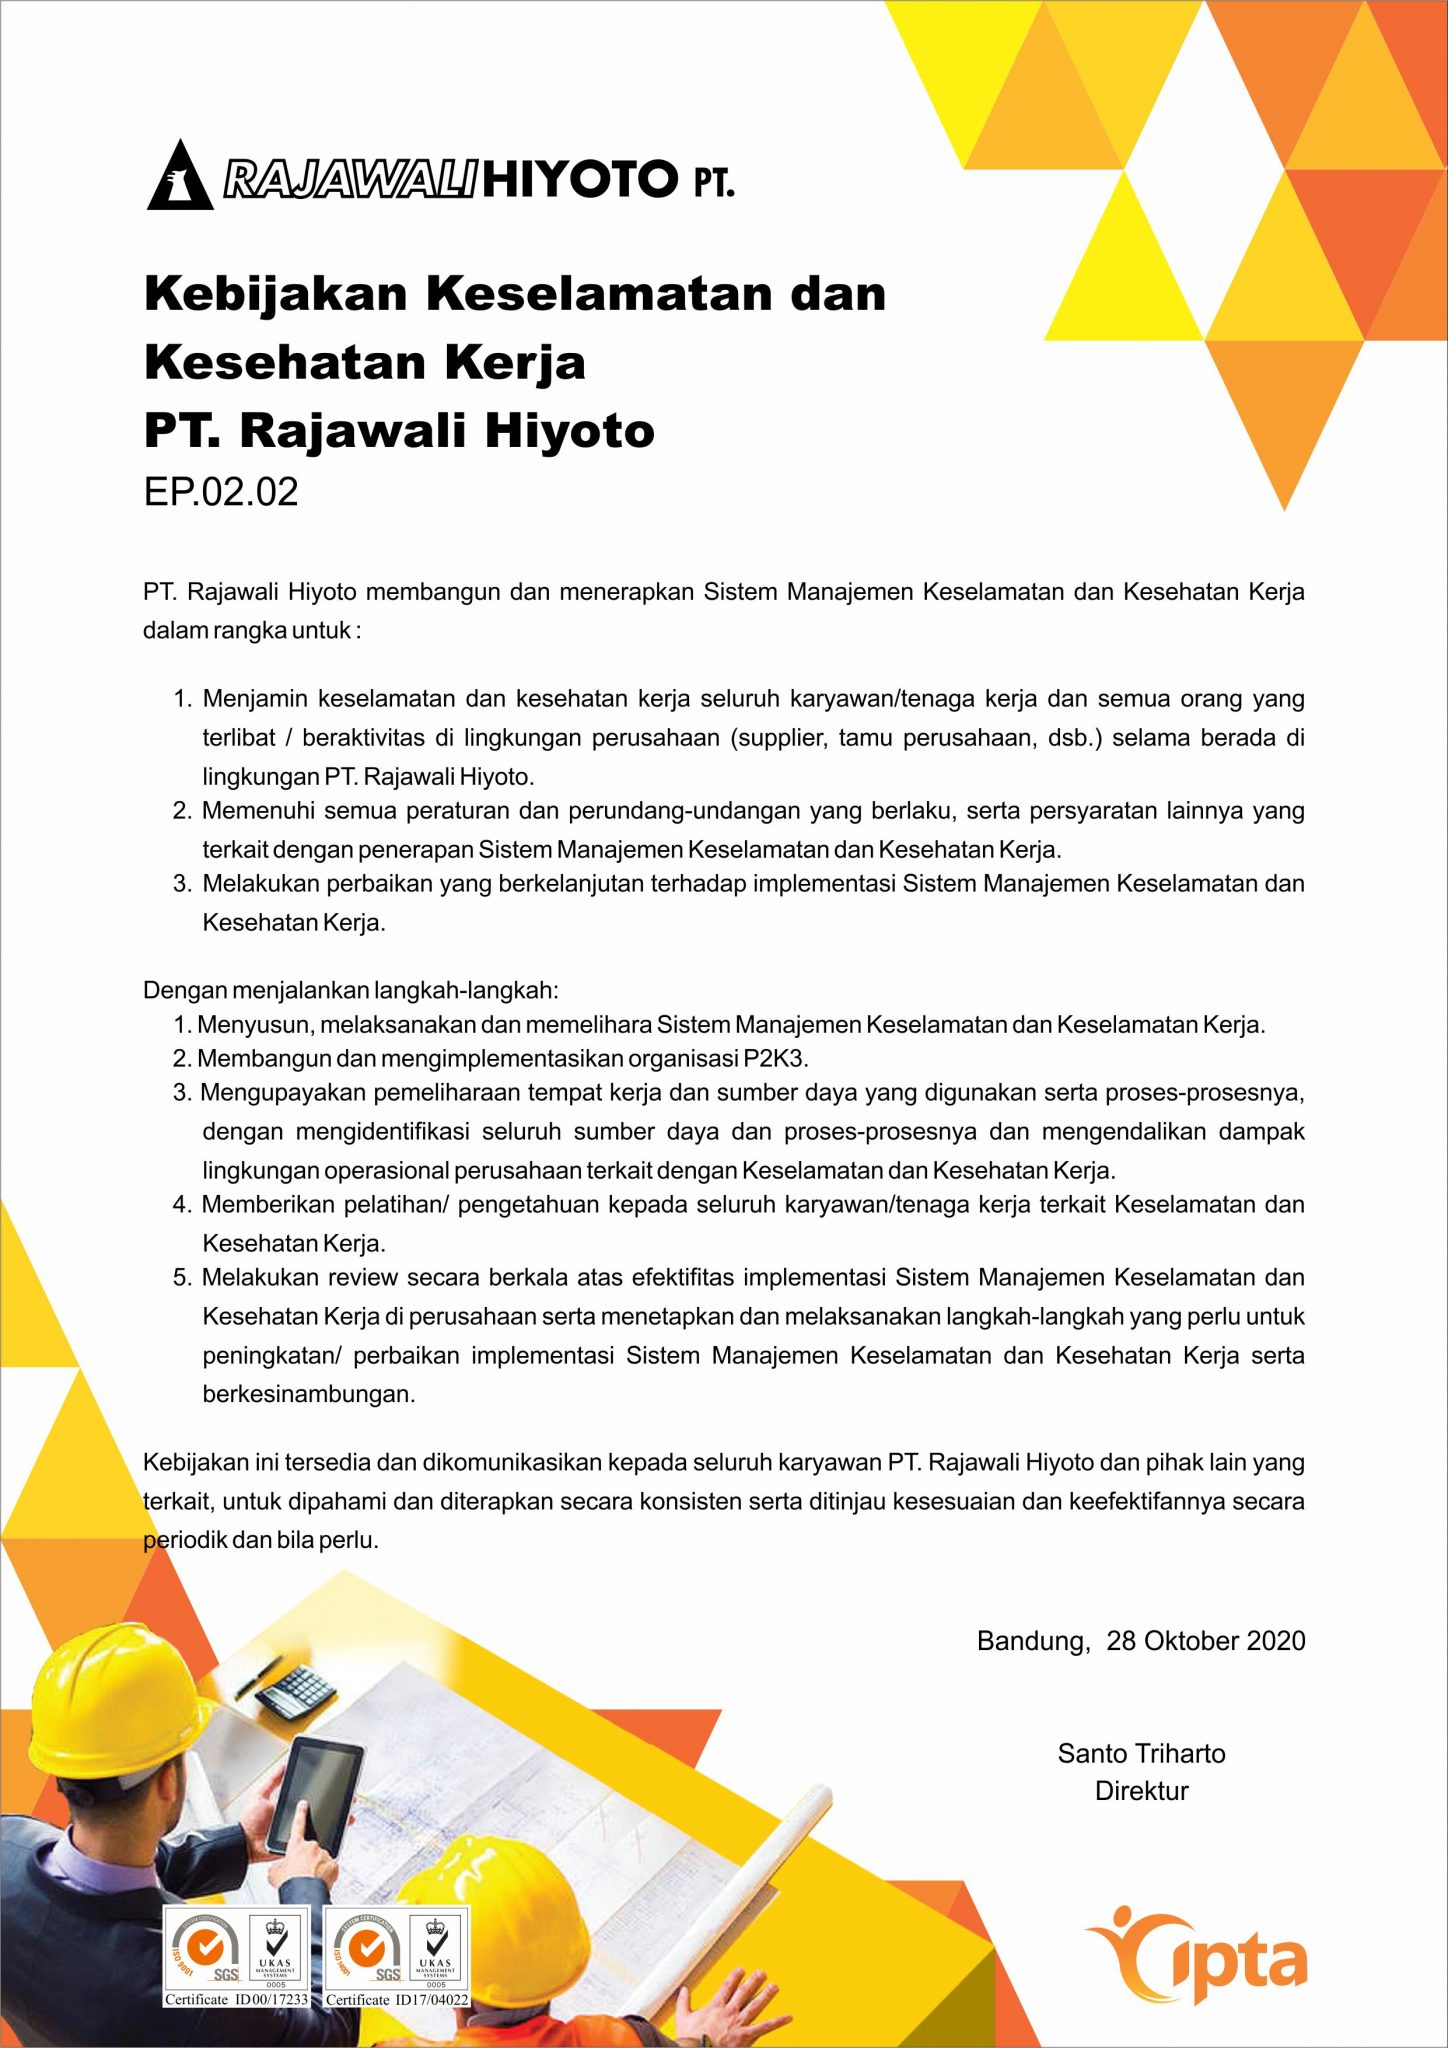 RAJAWALI HIYOTO PT.
Kebijakan Keselamatan dan
Kesehatan Kerja
PT. Rajawali Hiyoto
EP.02.02
PT. Rajawali Hiyoto membangun dan menerapkan Sistem Manajemen Keselamatan dan Kesehatan Kerja
dalam rangka untuk :
1. Menjamin keselamatan dan kesehatan kerja seluruh karyawan/tenaga kerja dan semua orang yang
terlibat / beraktivitas di lingkungan perusahaan (supplier, tamu perusahaan, dsb.) selama berada di
lingkungan PT. Rajawali Hiyoto.
2. Memenuhi semua peraturan dan perundang-undangan yang berlaku, serta persyaratan lainnya yang
terkait dengan penerapan Sistem Manajemen Keselamatan dan Kesehatan Kerja.
3. Melakukan perbaikan yang berkelanjutan terhadap implementasi Sistem Manajemen Keselamatan dan
Kesehatan Kerja.
Dengan menjalankan langkah-langkah:
1. Menyusun, melaksanakan dan memelihara Sistem Manajemen Keselamatan dan Keselamatan Kerja.
2. Membangun dan mengimplementasikan organisasi P2K3.
3. Mengupayakan pemeliharaan tempat kerja dan sumber daya yang digunakan serta proses-prosesnya,
dengan mengidentifikasi seluruh sumber daya dan proses-prosesnya dan mengendalikan dampak
lingkungan operasional perusahaan terkait dengan Keselamatan dan Kesehatan Kerja.
4. Memberikan pelatihan/ pengetahuan kepada seluruh karyawan/tenaga kerja terkait Keselamatan dan
Kesehatan Kerja.
5. Melakukan review secara berkala atas efektifitas implementasi Sistem Manajemen Keselamatan dan
Kesehatan Kerja di perusahaan serta menetapkan dan melaksanakan langkah-langkah yang perlu untuk
peningkatan/ perbaikan implementasi Sistem Manajemen Keselamatan dan Kesehatan Kerja serta
berkesinambungan.
Kebijakan ini tersedia dan dikomunikasikan kepada seluruh karyawan PT. Rajawali Hiyoto dan pihak lain yang
terkait, untuk dipahami dan diterapkan secara konsisten serta ditinjau kesesuaian dan keefektifannya secara
periodik dan bila perlu.
Bandung, 28 Oktober 2020
Santo Triharto
Direktur
SYSTEM CERTIFICATION
ISO 9001
SGS
UKAS
MANAGEMENT
SYSTEMS
0005
Certificate ID00/17233
SYSTEM CERTIFICATION
ISO 14001
SGS
UKAS
MANAGEMENT
SYSTEMS
0005
Certificate ID17/04022
Cipta